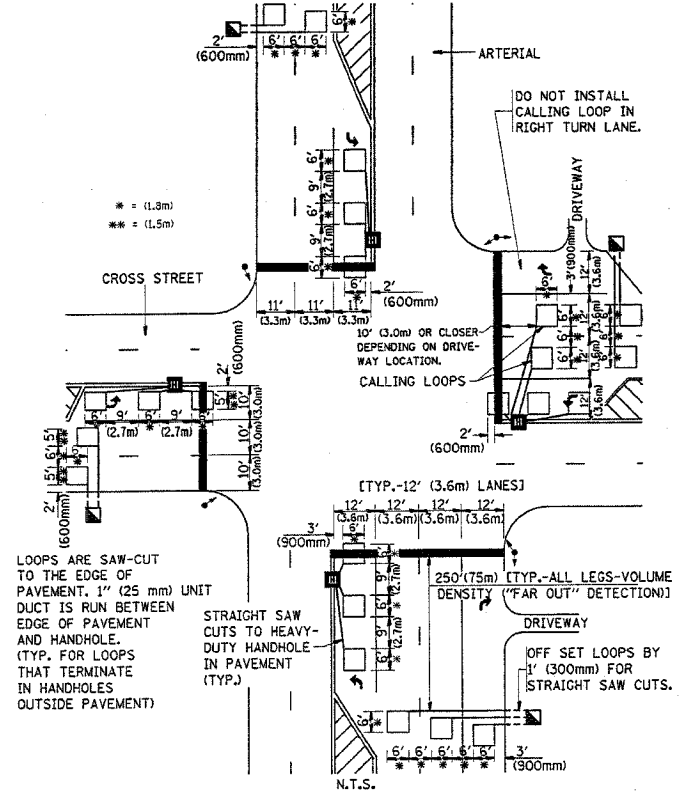 6'
2'
(600mm)
6' 6' 6'
* * *
ARTERIAL
DO NOT INSTALL
CALLING LOOP IN
RIGHT TURN LANE.
DRIVEWAY
* = (1.8m)
** = (1.5m)
6'
*
9'
(2.7m)
6'
*
9'
(2.7m)
6'
*
3'(900mm)
12'
(3.6m)
CROSS STREET
6'
*
2'
(600mm)
11' 11' 11'
(3.3m) (3.3m) (3.3m)
10' (3.0m) OR CLOSER
DEPENDING ON DRIVE-
WAY LOCATION.
CALLING LOOPS
6' 12' 6'
(3.6m)
6' 12' 6'
(3.6m)
12'
(3.6m)
2'
(600mm)
2'
(600mm)
5'
**
10'
(3.0m)
10'
(3.0m)
10'
(3.0m)
6' 9' 6' 9'
(2.7m) * (2.7m)
5'
**
6'
*
5'
**
2'
(600mm)
[TYP.-12' (3.6m) LANES]
12' 12' 12' 12'
(3.6m) (3.6m) (3.6m) (3.6m)
3'
(900mm)
6'
*
6'
*
9'
(2.7m)
6'
*
9'
(2.7m)
6'
*
250'(75m) [TYP.-ALL LEGS-VOLUME
DENSITY ("FAR OUT" DETECTION)]
DRIVEWAY
LOOPS ARE SAW-CUT
TO THE EDGE OF
PAVEMENT. 1" (25 mm) UNIT
DUCT IS RUN BETWEEN
EDGE OF PAVEMENT
AND HANDHOLE.
(TYP. FOR LOOPS
THAT TERMINATE
IN HANDHOLES
OUTSIDE PAVEMENT)
STRAIGHT SAW
CUTS TO HEAVY-
DUTY HANDHOLE
IN PAVEMENT
(TYP.)
OFF SET LOOPS BY
1' (300mm) FOR
STRAIGHT SAW CUTS.
6'
*
6' 6' 6' 6'
* * * *
3'
(900mm)
N.T.S.